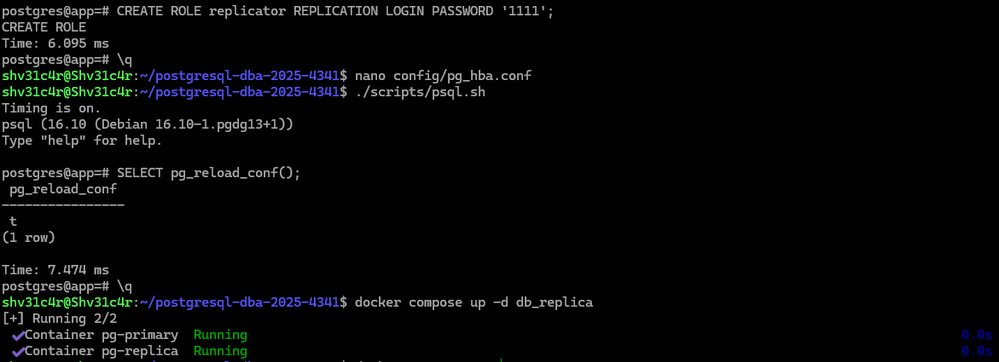 postgres@app=# CREATE ROLE replicator REPLICATION LOGIN PASSWORD '1111';
CREATE ROLE
Time: 6.095 ms
postgres@app=# \q
shv31c4r@Shv31c4r:~/postgresql-dba-2025-4341$ nano config/pg_hba.conf
shv31c4r@Shv31c4r:~/postgresql-dba-2025-4341$ ./scripts/psql.sh
Timing is on.
psql (16.10 (Debian 16.10-1.pgdg13+1))
Type "help" for help.
postgres@app=# SELECT pg_reload_conf();
pg_reload_conf
----------------
t
(1 row)
Time: 7.474 ms
postgres@app=# \q
shv31c4r@Shv31c4r:~/postgresql-dba-2025-4341$ docker compose up -d db_replica
[+] Running 2/2
✔Container pg-primary Running 0.0s
✔Container pg-replica Running 0.0s